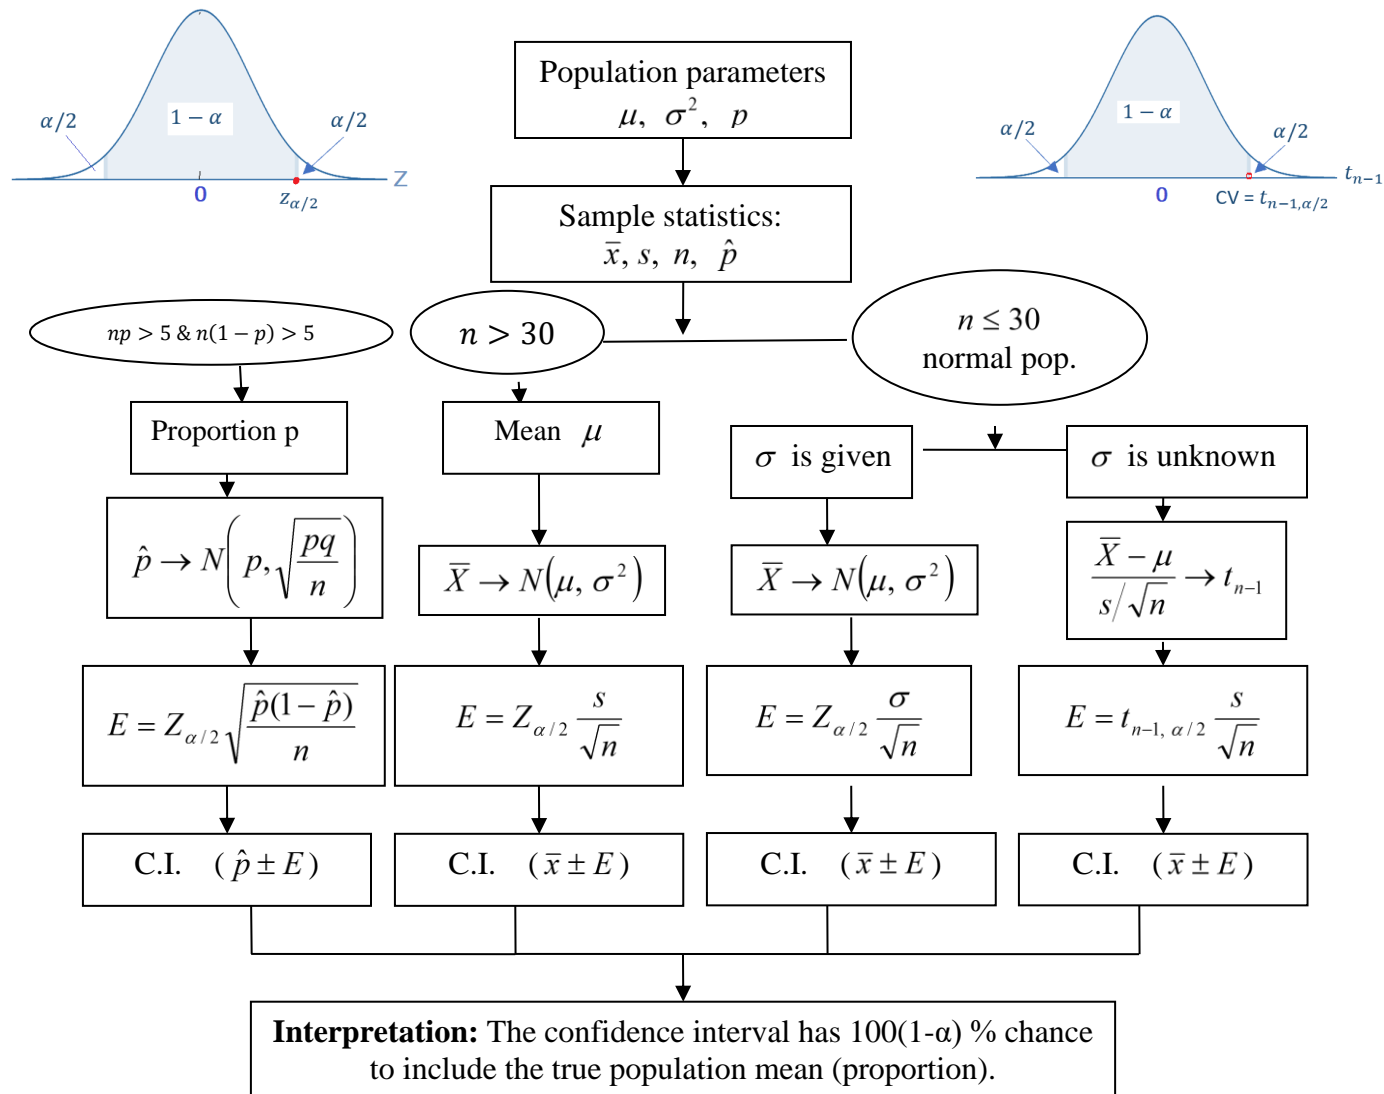 α/2
1 − α
α/2
0
z_{α/2}
Z
Population parameters
μ, σ², p
α/2
1 − α
α/2
0
CV = t_{n−1,α/2}
t_{n−1}
Sample statistics:
x̄, s, n, p̂
np > 5 & n(1 − p) > 5
n > 30
n ≤ 30
normal pop.
Proportion p
Mean μ
σ is given
σ is unknown
p̂ → N(p, √(pq/n))
X̄ → N(μ, σ²)
X̄ → N(μ, σ²)
(X̄ − μ)/(s/√n) → t_{n−1}
E = Z_{α/2} √(p̂(1 − p̂)/n)
E = Z_{α/2} s/√n
E = Z_{α/2} σ/√n
E = t_{n−1, α/2} s/√n
C.I. (p̂ ± E)
C.I. (x̄ ± E)
C.I. (x̄ ± E)
C.I. (x̄ ± E)
Interpretation: The confidence interval has 100(1-α) % chance
to include the true population mean (proportion).